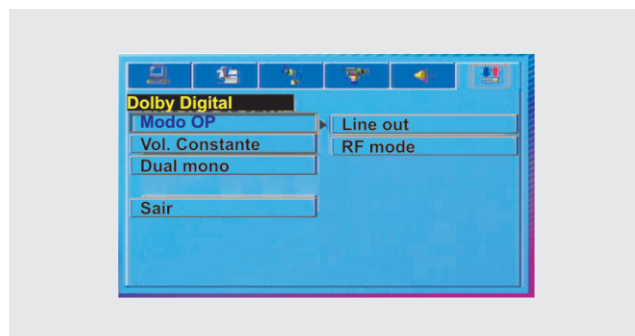 Dolby Digital
Modo OP
Line out
Vol. Constante
RF mode
Dual mono
Sair